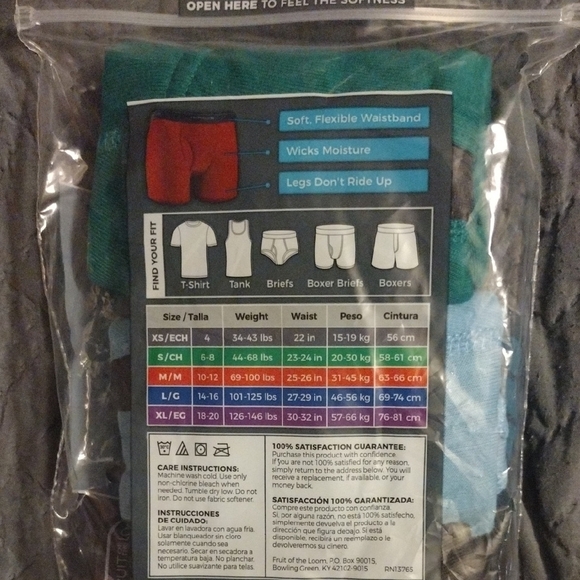 OPEN HERE TO FEEL THE SOFTNESS
Soft, Flexible Waistband
Wicks Moisture
Legs Don't Ride Up
FIND YOUR FIT
T-Shirt Tank Briefs Boxer Briefs Boxers
Size / Talla Weight Waist Peso Cintura
XS/ECH 4 34-43 lbs 22 in 15-19 kg 56 cm
S/CH 6-8 44-68 lbs 23-24 in 20-30 kg 58-61 cm
M/M 10-12 69-100 lbs 25-26 in 31-45 kg 63-66 cm
L/G 14-16 101-125 lbs 27-29 in 46-56 kg 69-74 cm
XL/EG 18-20 126-146 lbs 30-32 in 57-66 kg 76-81 cm
CARE INSTRUCTIONS:
Machine wash cold. Use only
non-chlorine bleach when
needed. Tumble dry low. Do not
iron. Do not use fabric softener.
INSTRUCCIONES
DE CUIDADO:
Lavar en lavadora con agua fría.
Usar blanqueador sin cloro
solamente cuando sea
necesario. Secar en secadora a
temperatura baja. No planchar.
No utilice suavizante para telas.
100% SATISFACTION GUARANTEE:
Purchase this product with confidence.
If you are not 100% satisfied for any reason,
simply return to the address below. You will
receive a replacement, if available, or your
money back.
SATISFACCIÓN 100% GARANTIZADA:
Compre este producto con confianza.
Si, por alguna razón, no está 100% satisfecho
simplemente devuelva el producto a la
dirección que figura debajo. Si está
disponible, recibirá un reemplazo o le
devolveremos su dinero.
Fruit of the Loom, P.O. Box 90015,
Bowling Green, KY 42102-9015 RN13765